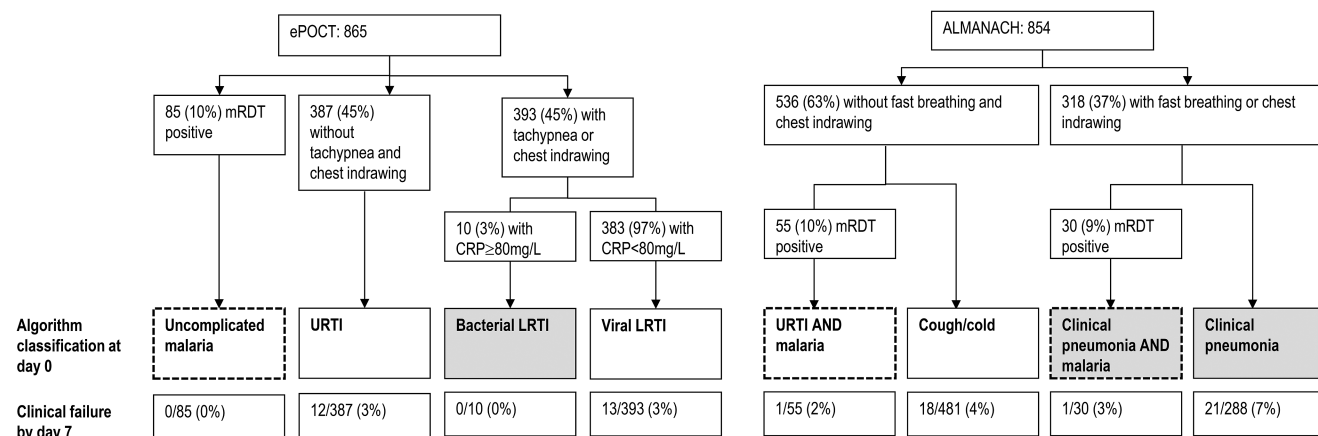 ePOCT: 865
ALMANACH: 854
85 (10%) mRDT
positive
387 (45%)
without
tachypnea and
chest indrawing
393 (45%) with
tachypnea or
chest indrawing
536 (63%) without fast breathing and
chest indrawing
318 (37%) with fast breathing or chest
indrawing
10 (3%) with
CRP≥80mg/L
383 (97%) with
CRP<80mg/L
55 (10%) mRDT
positive
30 (9%) mRDT
positive
Algorithm
classification at
day 0
Uncomplicated
malaria
URTI
Bacterial LRTI
Viral LRTI
URTI AND
malaria
Cough/cold
Clinical
pneumonia AND
malaria
Clinical
pneumonia
Clinical failure
by day 7
0/85 (0%)
12/387 (3%)
0/10 (0%)
13/393 (3%)
1/55 (2%)
18/481 (4%)
1/30 (3%)
21/288 (7%)